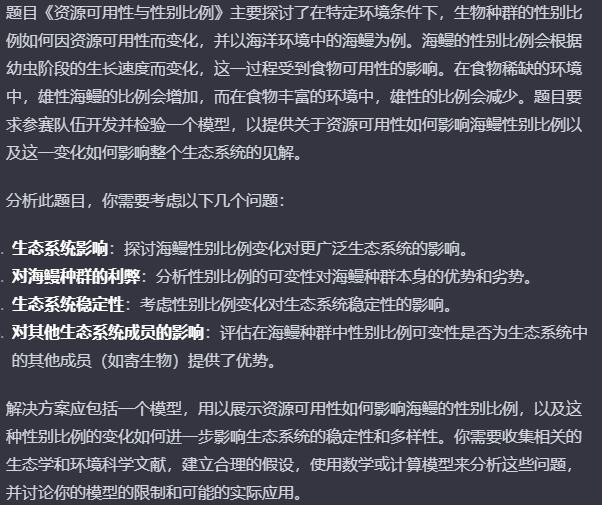 题目《资源可用性与性别比例》主要探讨了在特定环境条件下，生物种群的性别比
例如何因资源可用性而变化，并以海洋环境中的海鳗为例。海鳗的性别比例会根据
幼虫阶段的生长速度而变化，这一过程受到食物可用性的影响。在食物稀缺的环境
中，雄性海鳗的比例会增加，而在食物丰富的环境中，雄性的比例会减少。题目要
求参赛队伍开发并检验一个模型，以提供关于资源可用性如何影响海鳗性别比例以
及这一变化如何影响整个生态系统的见解。
分析此题目，你需要考虑以下几个问题：
生态系统影响：探讨海鳗性别比例变化对更广泛生态系统的影响。
对海鳗种群的利弊：分析性别比例的可变性对海鳗种群本身的优势和劣势。
生态系统稳定性：考虑性别比例变化对生态系统稳定性的影响。
对其他生态系统成员的影响：评估在海鳗种群中性别比例可变性是否为生态系统中
的其他成员（如寄生物）提供了优势。
解决方案应包括一个模型，用以展示资源可用性如何影响海鳗的性别比例，以及这
种性别比例的变化如何进一步影响生态系统的稳定性和多样性。你需要收集相关的
生态学和环境科学文献，建立合理的假设，使用数学或计算模型来分析这些问题，
并讨论你的模型的限制和可能的实际应用。